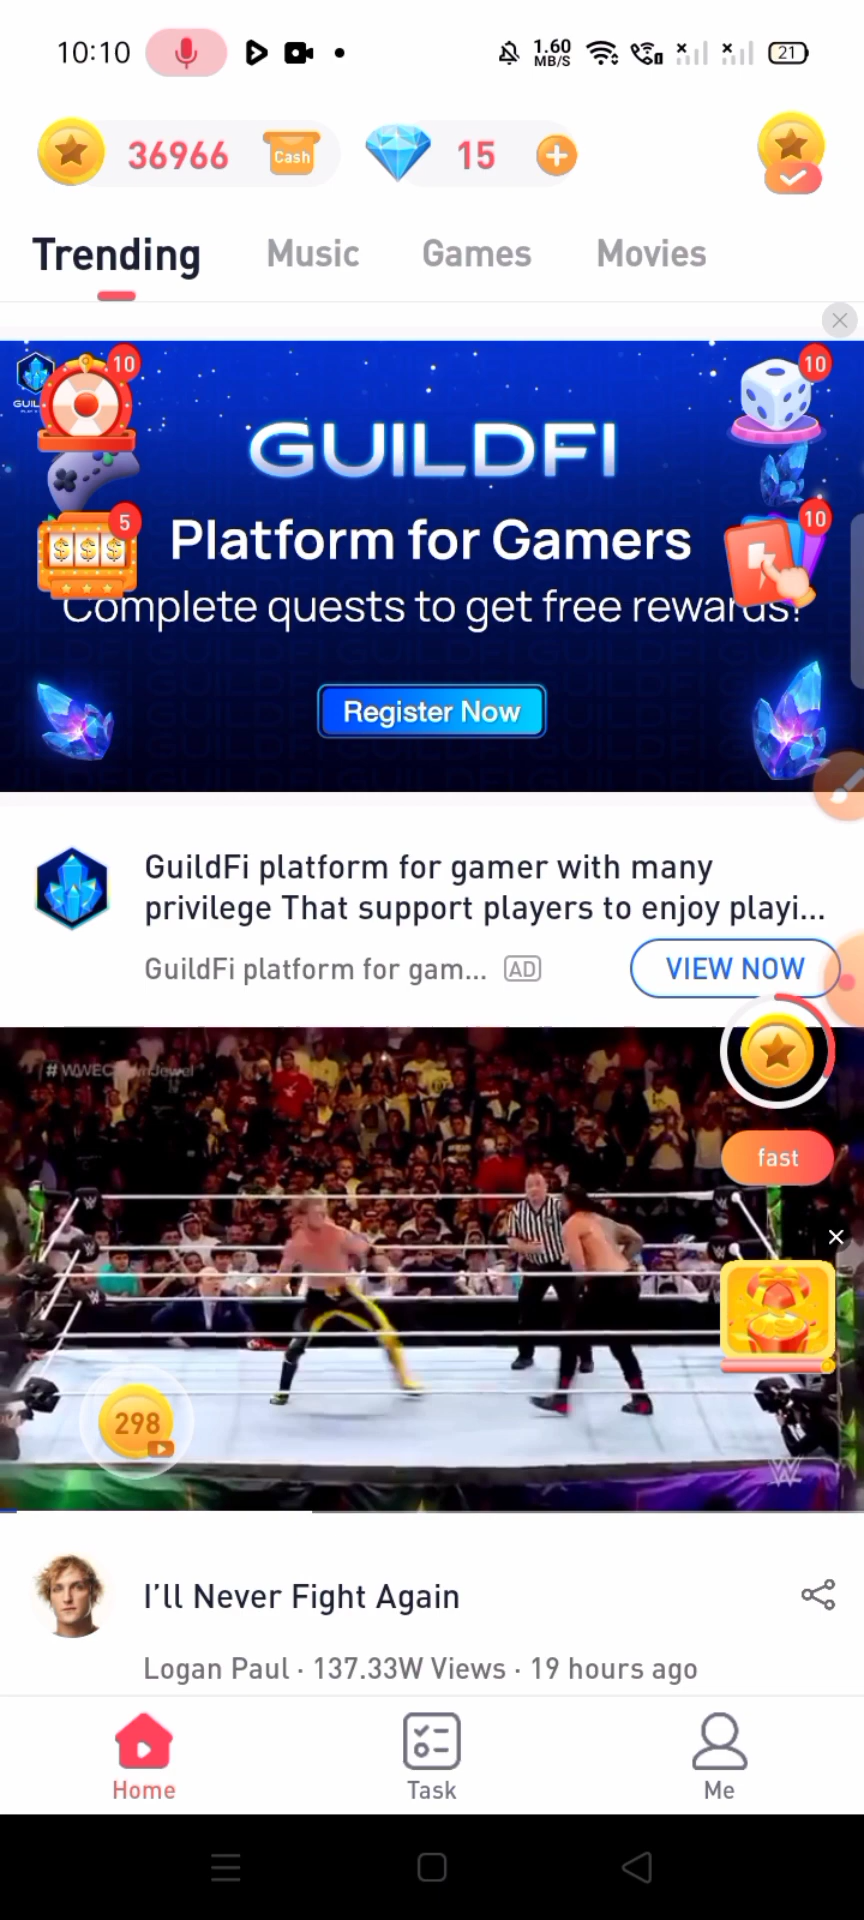 10:10
1.60
MB/S
21
36966
Cash
15
Trending
Music
Games
Movies
10
10
GUILDFI
5
10
Platform for Gamers
$ $ $
Complete quests to get free rewards!
Register Now
GuildFi platform for gamer with many
privilege That support players to enjoy playi...
GuildFi platform for gam...
AD
VIEW NOW
fast
298
I'll Never Fight Again
Logan Paul · 137.33W Views · 19 hours ago
Home
Task
Me